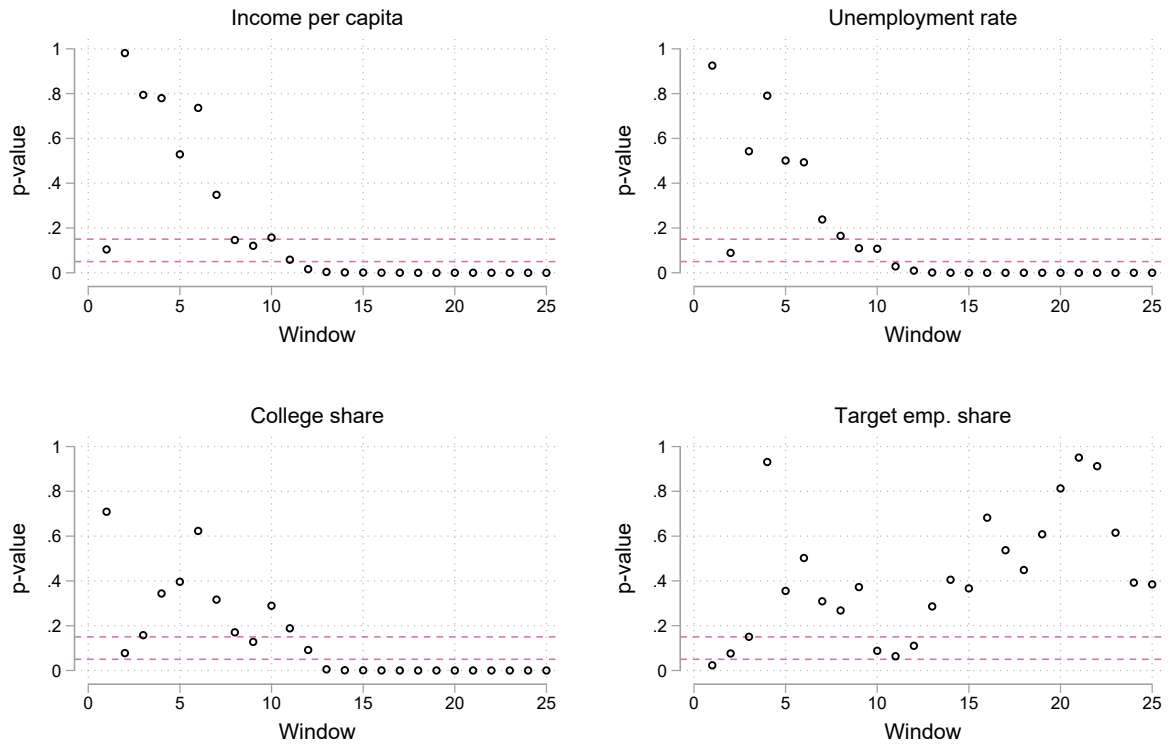 Income per capita
p-value
1
.8
.6
.4
.2
0
0 5 10 15 20 25
Window
Unemployment rate
p-value
1
.8
.6
.4
.2
0
0 5 10 15 20 25
Window
College share
p-value
1
.8
.6
.4
.2
0
0 5 10 15 20 25
Window
Target emp. share
p-value
1
.8
.6
.4
.2
0
0 5 10 15 20 25
Window